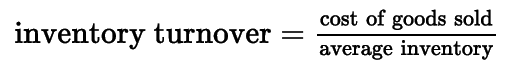 inventory turnover = cost of goods sold / average inventory